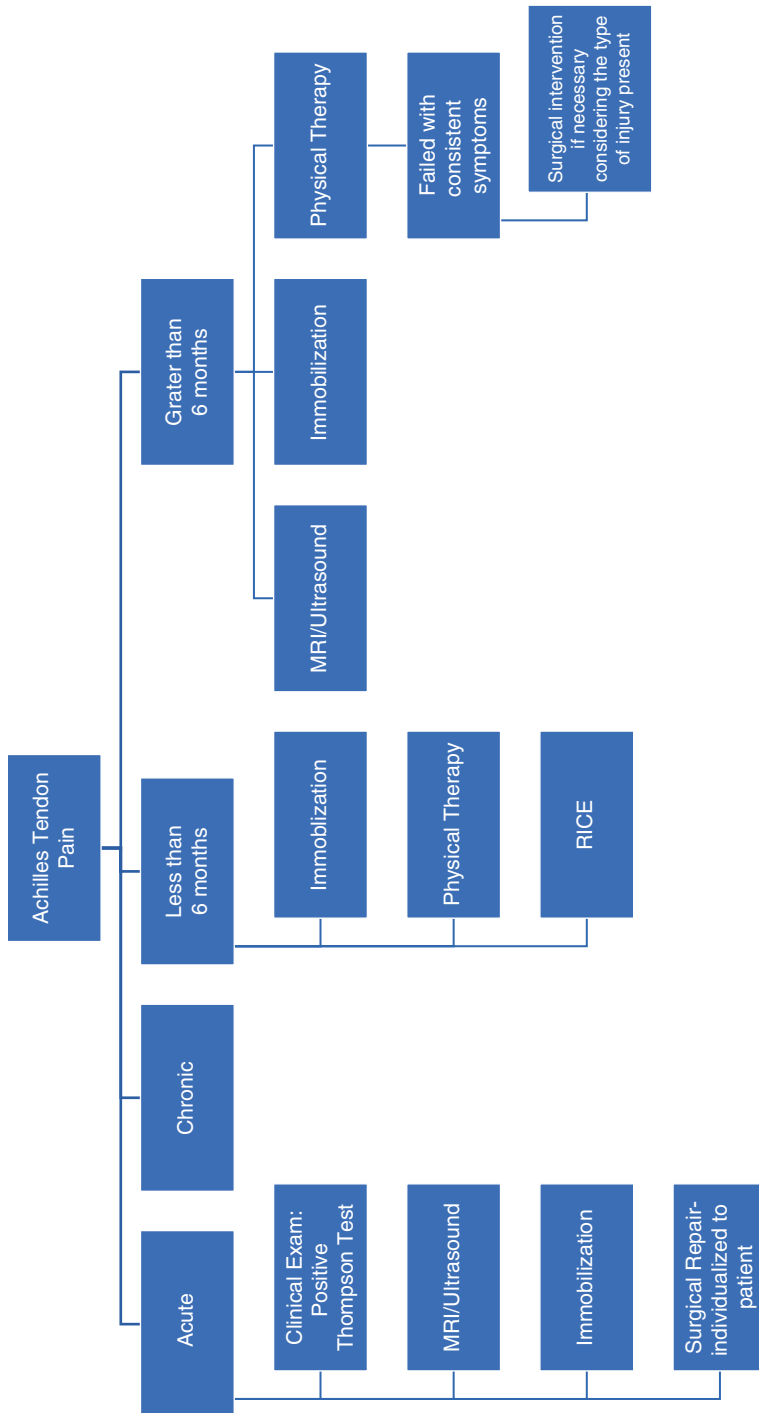 Achilles Tendon
Pain
Acute
Chronic
Less than
6 months
Grater than
6 months
Clinical Exam:
Positive
Thompson Test
MRI/Ultrasound
Immobilization
Surgical Repair-
individualized to
patient
Immoblization
Physical Therapy
RICE
MRI/Ultrasound
Immobilization
Physical Therapy
Failed with
consistent
symptoms
Surgical intervention
if necessary
considering the type
of injury present